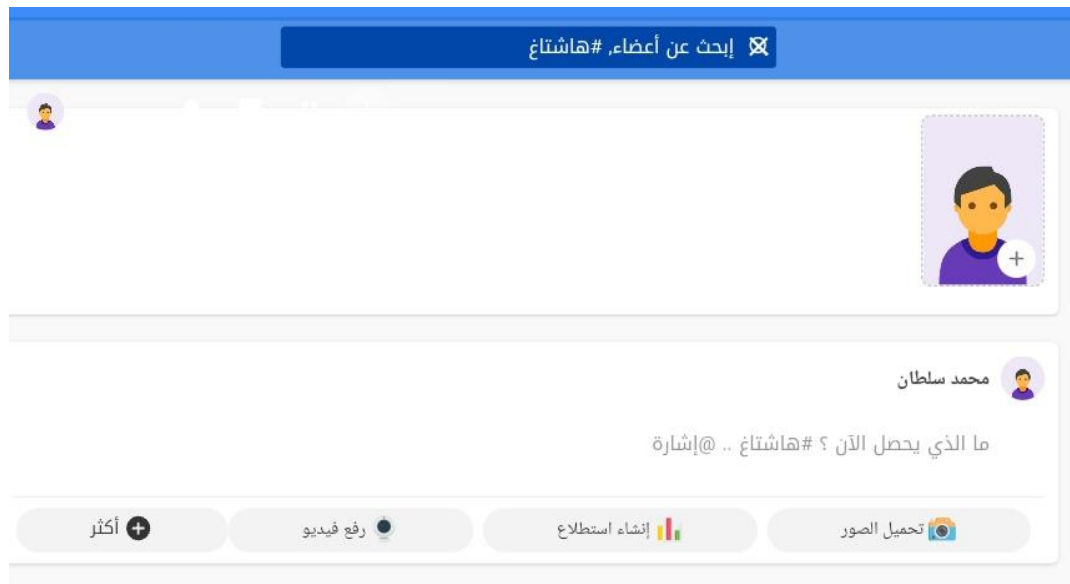 إبحث عن أعضاء, #هاشتاغ
محمد سلطان
ما الذي يحصل الآن ؟ #هاشتاغ .. @إشارة
تحميل الصور
إنشاء استطلاع
رفع فيديو
أكثر